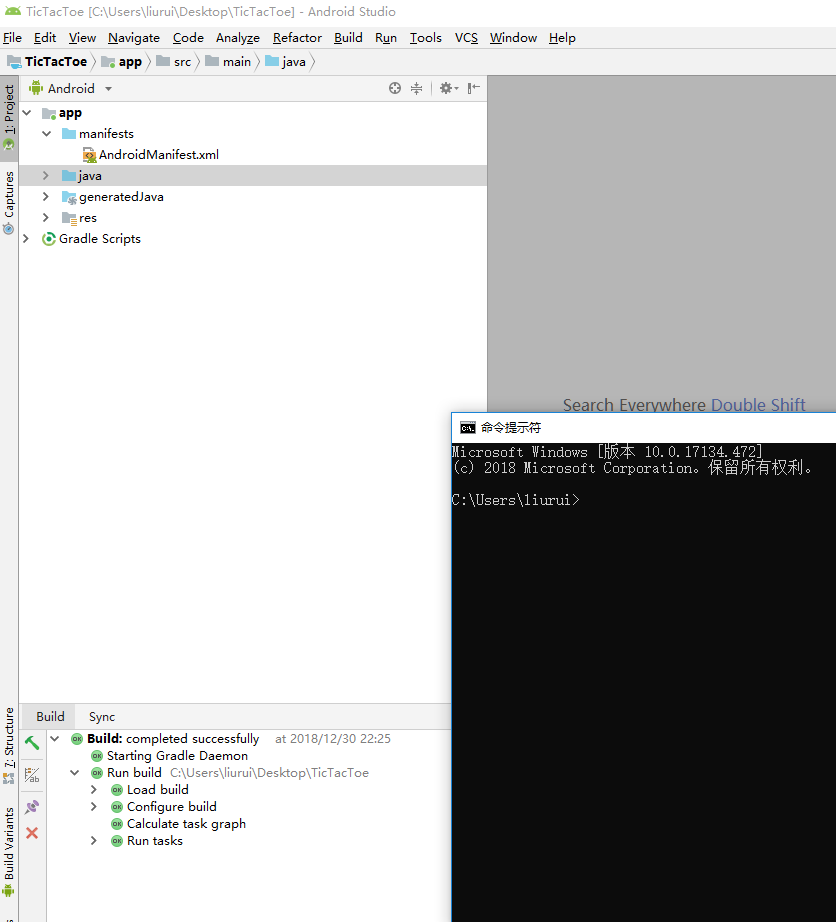 TicTacToe [C:\Users\liurui\Desktop\TicTacToe] - Android Studio
File Edit View Navigate Code Analyze Refactor Build Run Tools VCS Window Help
TicTacToe app src main java
1: Project
Captures
7: Structure
Build Variants
Android
app
manifests
AndroidManifest.xml
java
generatedJava
res
Gradle Scripts
Search Everywhere Double Shift
命令提示符
Microsoft Windows [版本 10.0.17134.472]
(c) 2018 Microsoft Corporation。保留所有权利。
C:\Users\liurui>
Build Sync
Build: completed successfully at 2018/12/30 22:25
Starting Gradle Daemon
Run build C:\Users\liurui\Desktop\TicTacToe
Load build
Configure build
Calculate task graph
Run tasks